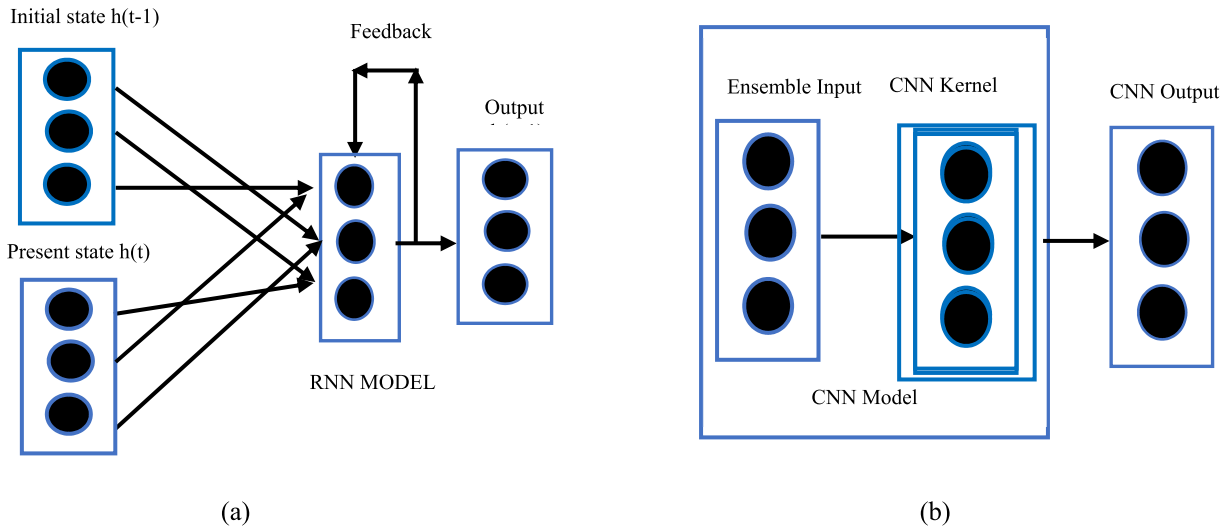 Initial state h(t-1)
Feedback
Output
Present state h(t)
RNN MODEL
(a)
Ensemble Input
CNN Kernel
CNN Output
CNN Model
(b)